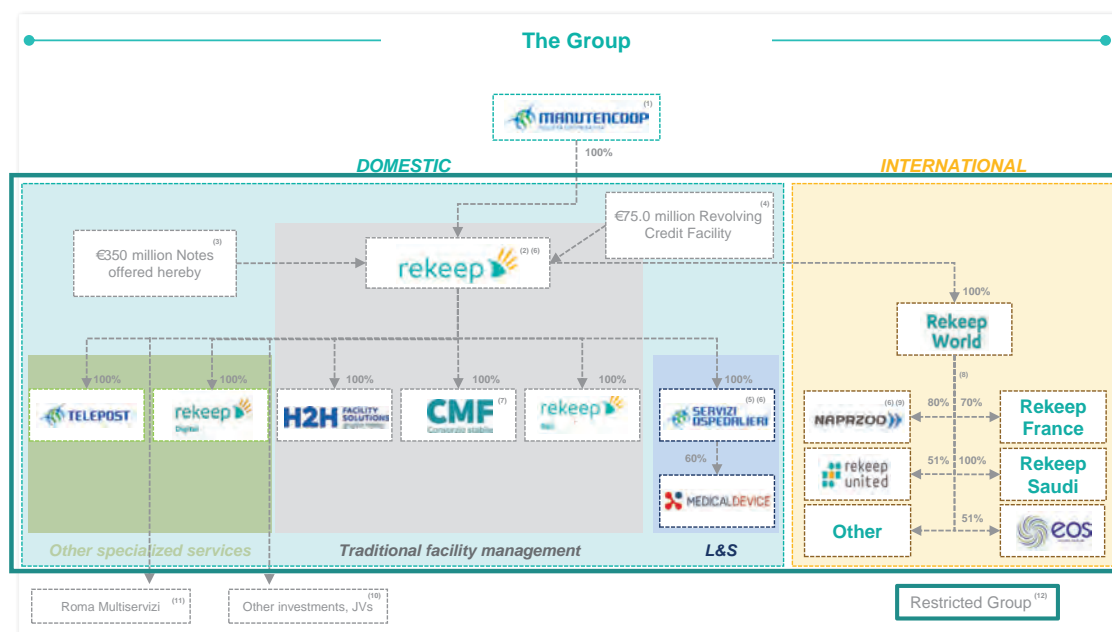 The Group
MANUTENCOOP (1)
100%
DOMESTIC
INTERNATIONAL
€350 million Notes (3)
offered hereby
rekeep (2) (6)
€75.0 million Revolving (4)
Credit Facility
100%
Rekeep
World
(8)
100% 100% 100% 100% 100% 100%
TELEPOST
rekeep
Digital
H2H FACILITY
SOLUTIONS
CMF (7)
Consorzio stabile
rekeep
SERVIZI (5) (6)
OSPEDALIERI
60%
MEDICALDEVICE
NAPRZOD (6) (9)
80% 70%
Rekeep
France
rekeep
united
51% 100%
Rekeep
Saudi
Other
51%
eos
Other specialized services
Traditional facility management
L&S
Roma Multiservizi (11)
Other investments, JVs (10)
Restricted Group (12)